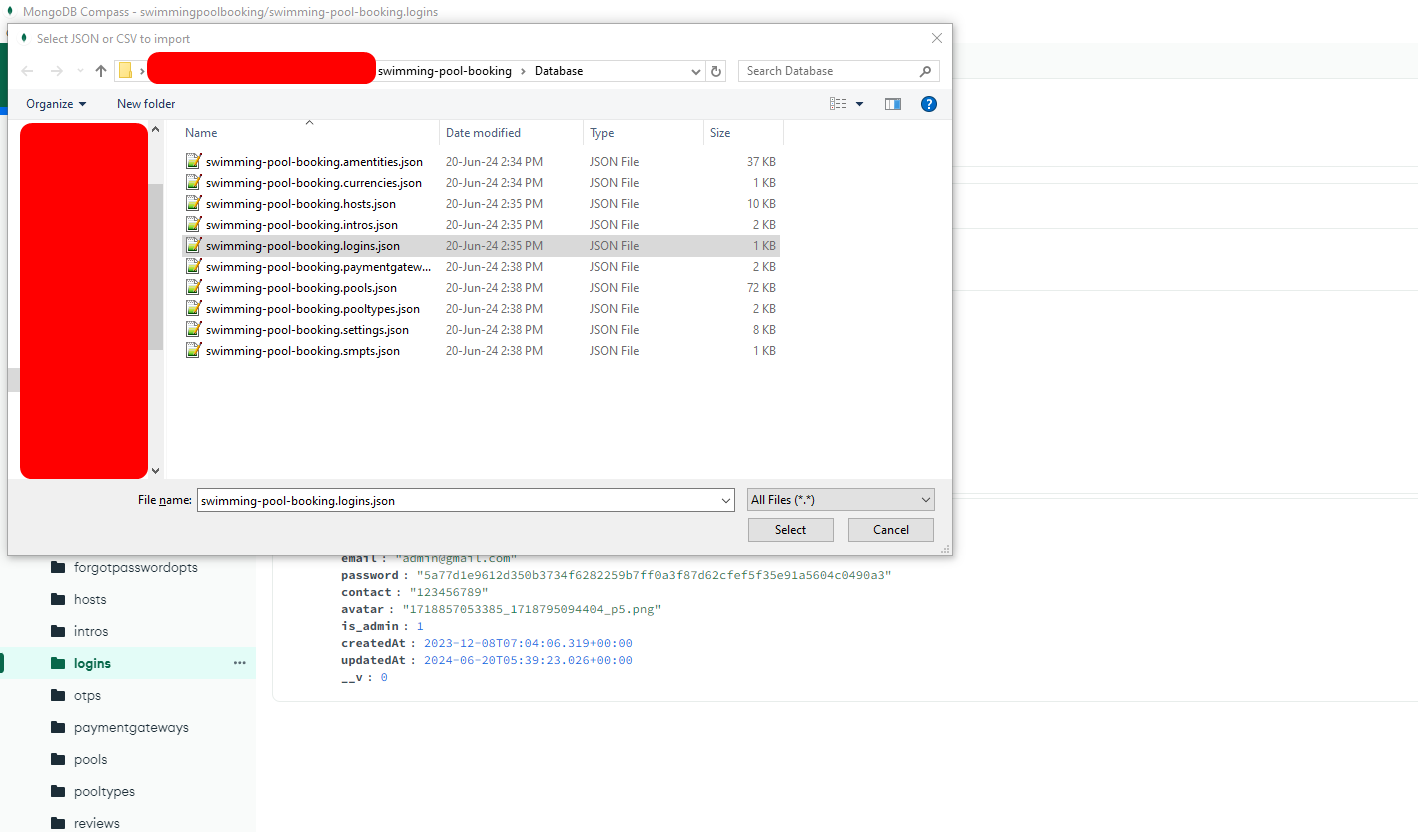 MongoDB Compass - swimmingpoolbooking/swimming-pool-booking.logins
Select JSON or CSV to import
swimming-pool-booking > Database
Search Database
Organize
New folder
Name Date modified Type Size
swimming-pool-booking.amentities.json 20-Jun-24 2:34 PM JSON File 37 KB
swimming-pool-booking.currencies.json 20-Jun-24 2:34 PM JSON File 1 KB
swimming-pool-booking.hosts.json 20-Jun-24 2:35 PM JSON File 10 KB
swimming-pool-booking.intros.json 20-Jun-24 2:35 PM JSON File 2 KB
swimming-pool-booking.logins.json 20-Jun-24 2:35 PM JSON File 1 KB
swimming-pool-booking.paymentgatew... 20-Jun-24 2:38 PM JSON File 2 KB
swimming-pool-booking.pools.json 20-Jun-24 2:38 PM JSON File 72 KB
swimming-pool-booking.pooltypes.json 20-Jun-24 2:38 PM JSON File 2 KB
swimming-pool-booking.settings.json 20-Jun-24 2:38 PM JSON File 8 KB
swimming-pool-booking.smpts.json 20-Jun-24 2:38 PM JSON File 1 KB
File name: swimming-pool-booking.logins.json All Files (*.*)
Select Cancel
forgotpasswordopts
hosts
intros
logins
otps
paymentgateways
pools
pooltypes
reviews
email : "admin@gmail.com"
password : "5a77d1e9612d350b3734f6282259b7ff0a3f87d62cfef5f35e91a5604c0490a3"
contact : "123456789"
avatar : "1718857053385_1718795094404_p5.png"
is_admin : 1
createdAt : 2023-12-08T07:04:06.319+00:00
updatedAt : 2024-06-20T05:39:23.026+00:00
__v : 0